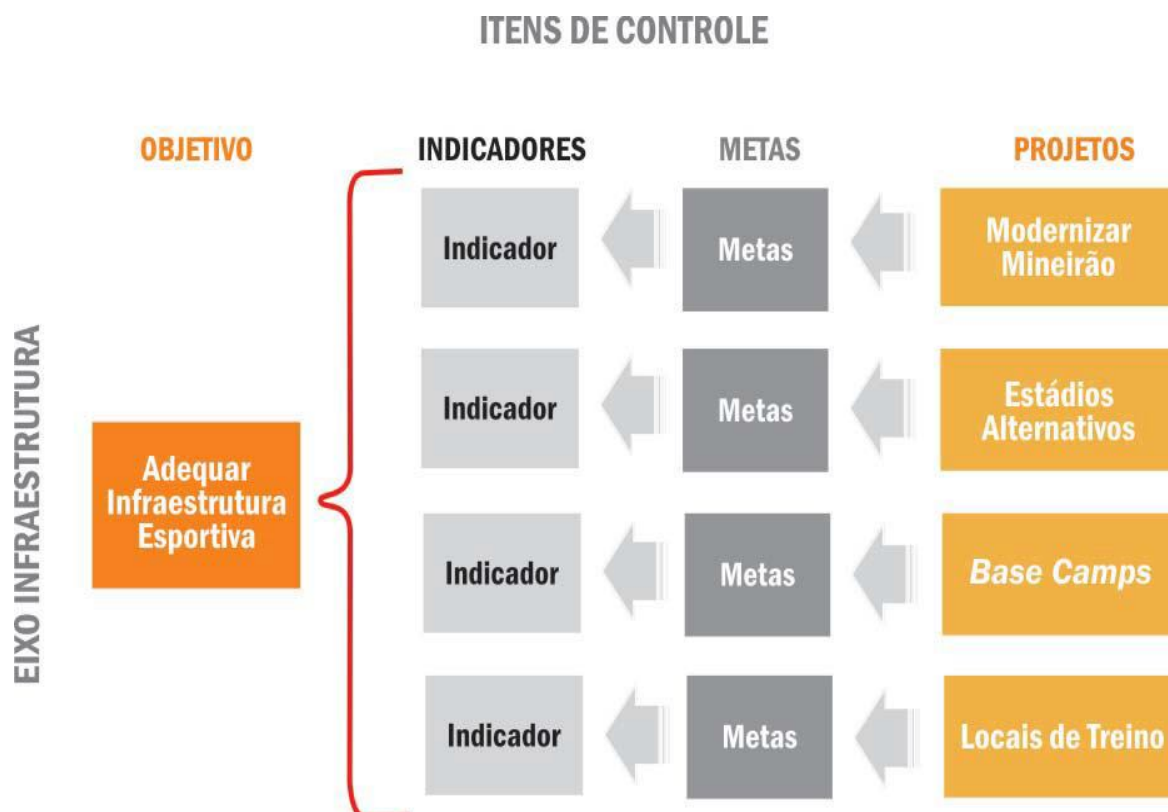 ITENS DE CONTROLE
OBJETIVO
INDICADORES
METAS
PROJETOS
EIXO INFRAESTRUTURA
Adequar
Infraestrutura
Esportiva
Indicador
Metas
Modernizar
Mineirão
Indicador
Metas
Estádios
Alternativos
Indicador
Metas
Base Camps
Indicador
Metas
Locais de Treino